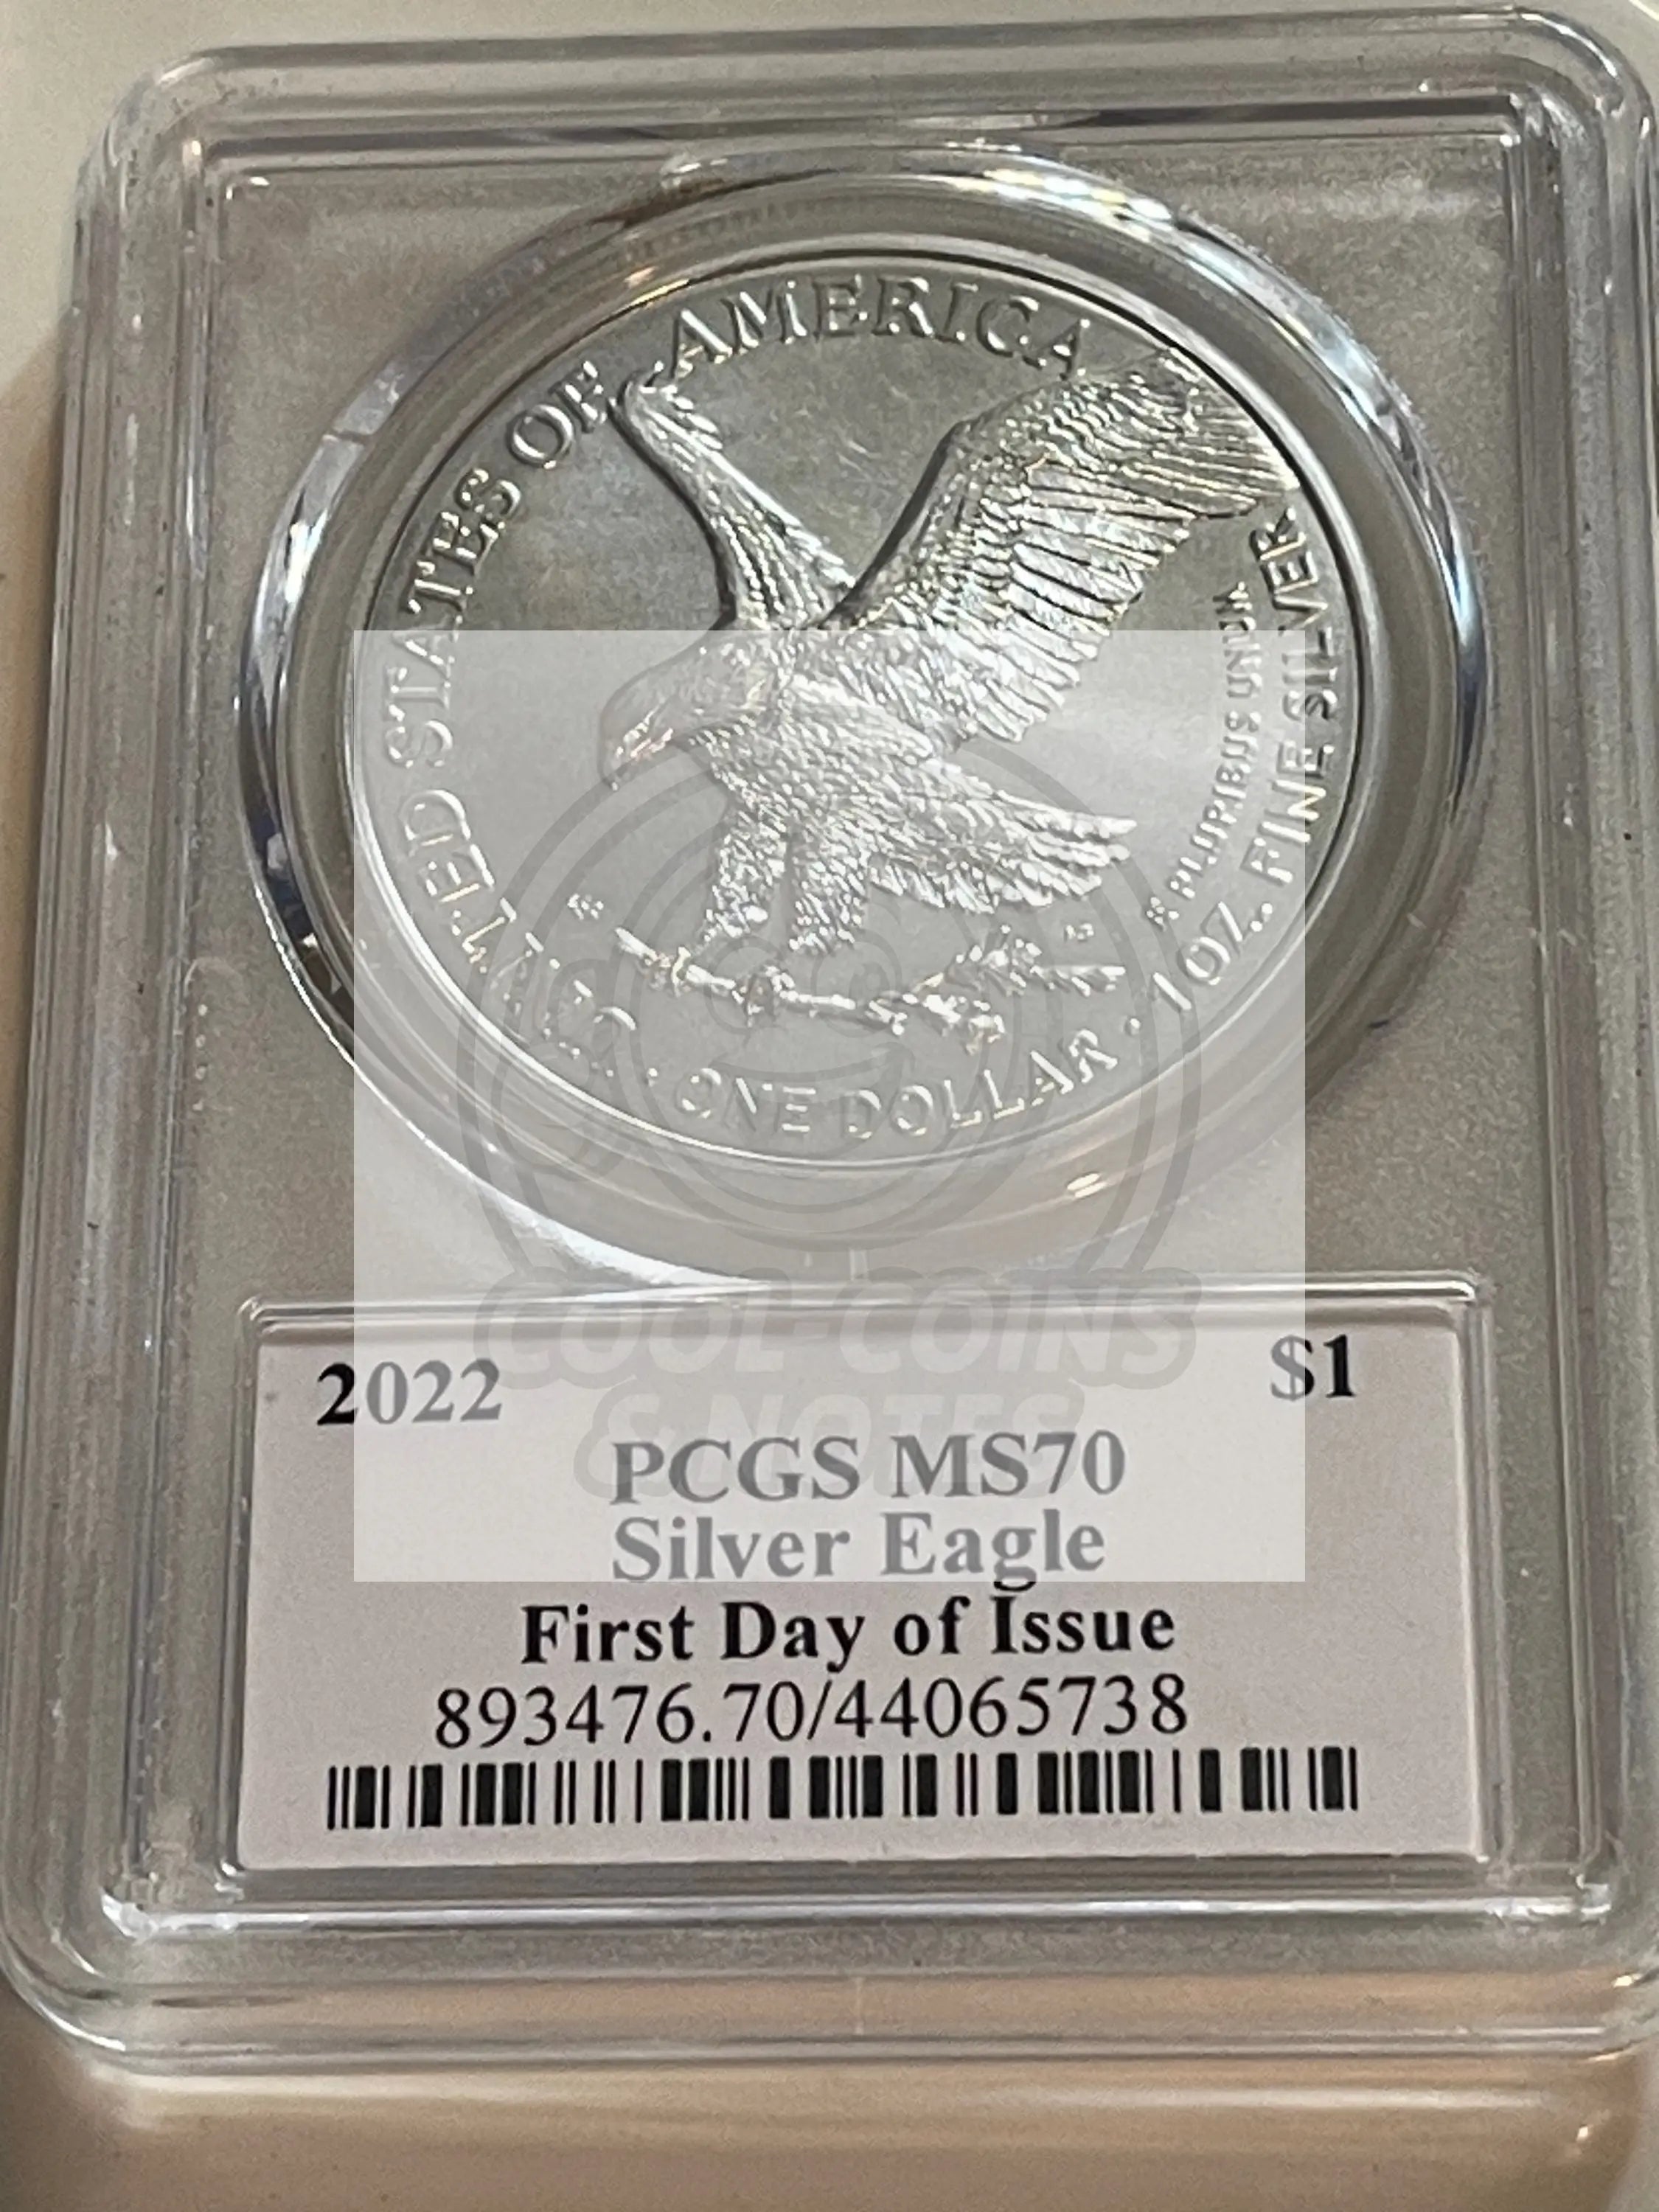 UNITED STATES OF AMERICA
E PLURIBUS UNUM
1 OZ. FINE SILVER
· ONE DOLLAR ·
COOL COINS
& NOTES
2022 $1
PCGS MS70
Silver Eagle
First Day of Issue
893476.70/44065738